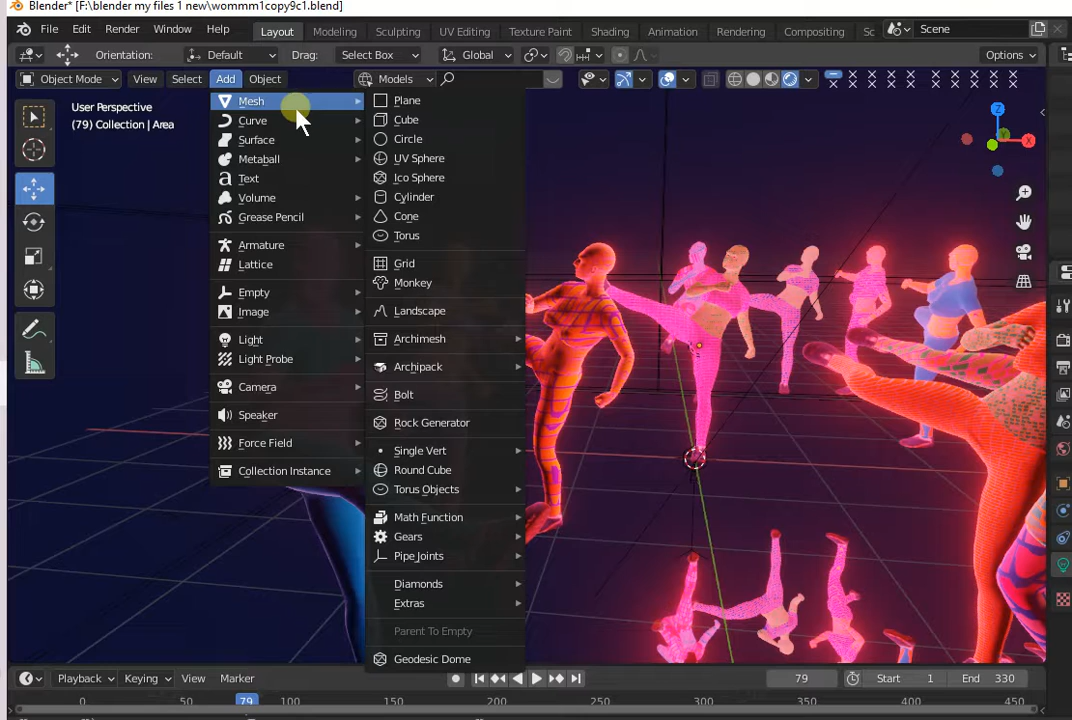 Blender* [F:\blender my files 1 new\wommm1copy9c1.blend]
File Edit Render Window Help Layout Modeling Sculpting UV Editing Texture Paint Shading Animation Rendering Compositing Sc Scene
Orientation: Default Drag: Select Box Global Options
Object Mode View Select Add Object Models
User Perspective
(79) Collection | Area
Mesh
Curve
Surface
Metaball
Text
Volume
Grease Pencil
Armature
Lattice
Empty
Image
Light
Light Probe
Camera
Speaker
Force Field
Collection Instance
Plane
Cube
Circle
UV Sphere
Ico Sphere
Cylinder
Cone
Torus
Grid
Monkey
Landscape
Archimesh
Archipack
Bolt
Rock Generator
Single Vert
Round Cube
Torus Objects
Math Function
Gears
Pipe Joints
Diamonds
Extras
Parent To Empty
Geodesic Dome
Z
Y
X
Playback Keying View Marker 79 Start 1 End 330
0 50 79 100 150 200 250 300 350 400 450